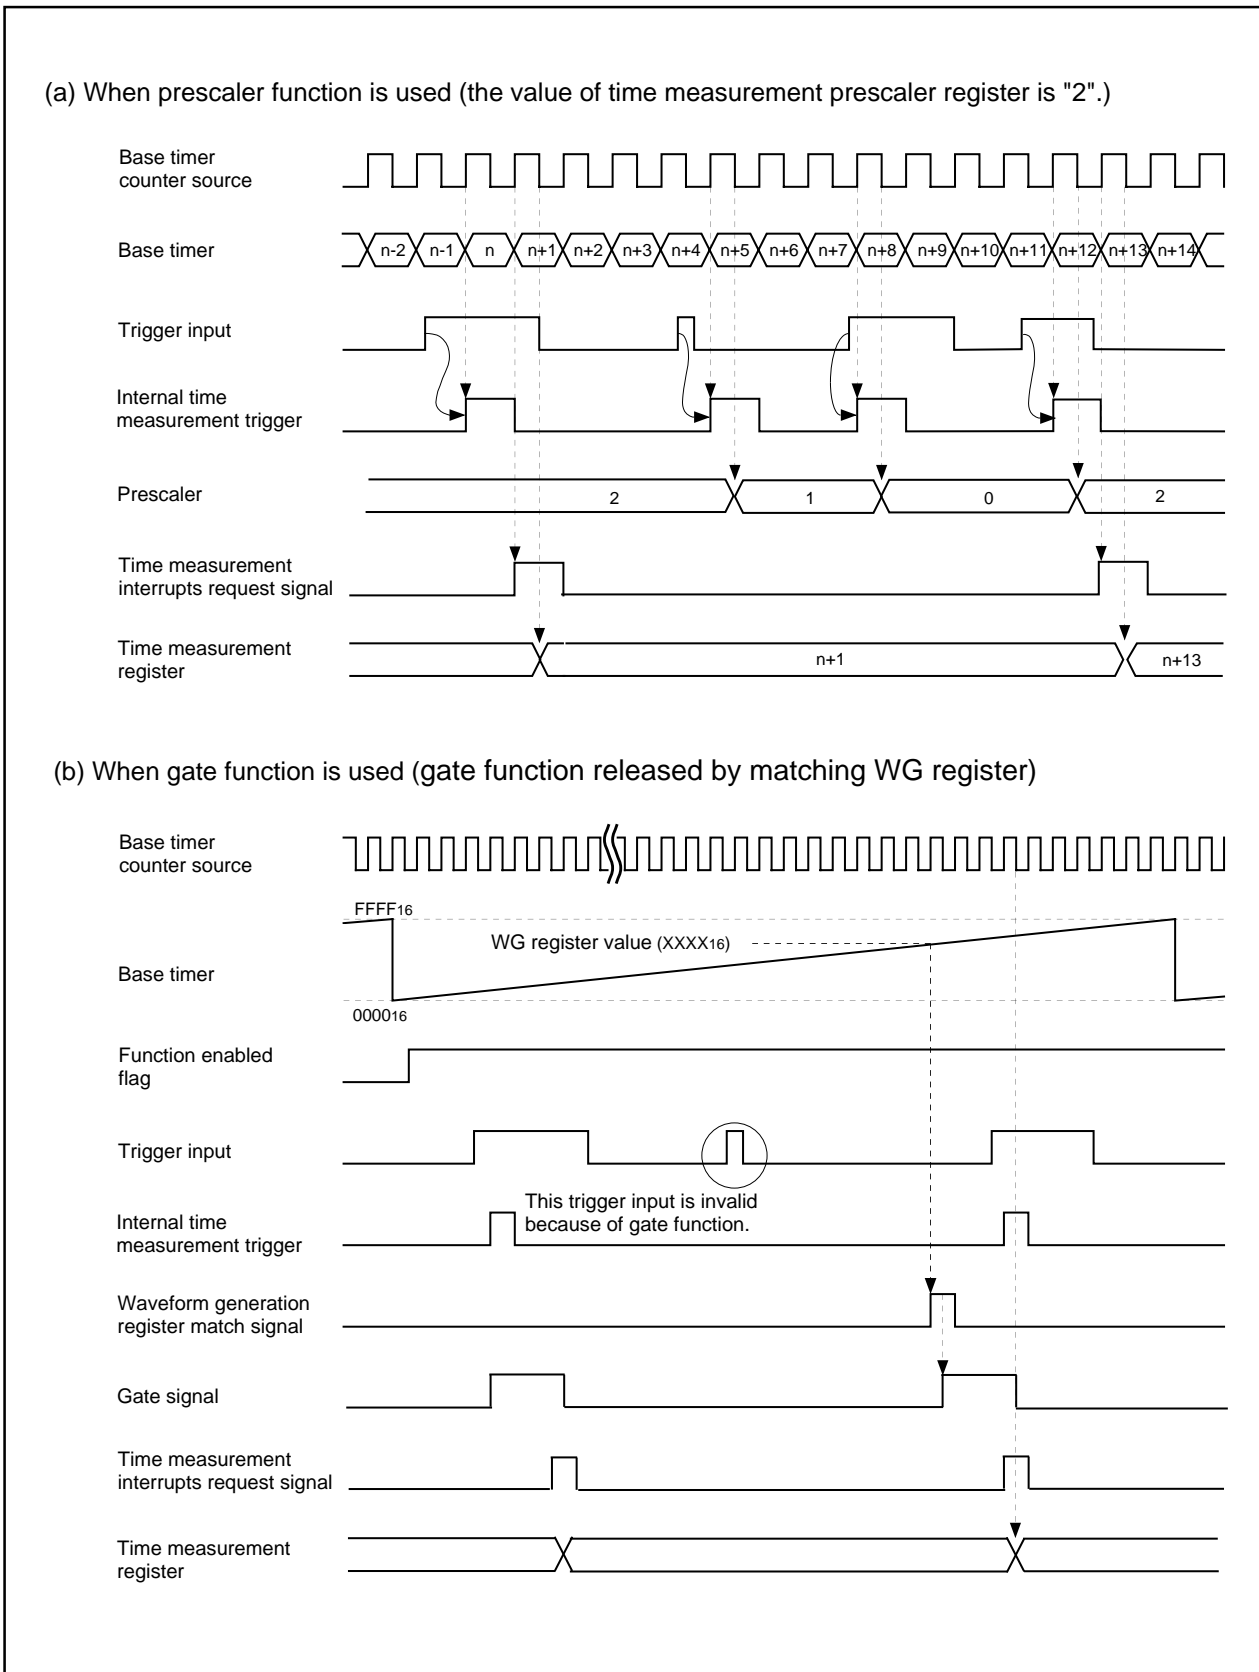 (a) When prescaler function is used (the value of time measurement prescaler register is "2".)
Base timer
counter source
Base timer
n-2 n-1 n n+1 n+2 n+3 n+4 n+5 n+6 n+7 n+8 n+9 n+10 n+11 n+12 n+13 n+14
Trigger input
Internal time
measurement trigger
Prescaler
2 1 0 2
Time measurement
interrupts request signal
Time measurement
register
n+1 n+13
(b) When gate function is used (gate function released by matching WG register)
Base timer
counter source
FFFF16
WG register value (XXXX16)
Base timer
000016
Function enabled
flag
Trigger input
This trigger input is invalid
because of gate function.
Internal time
measurement trigger
Waveform generation
register match signal
Gate signal
Time measurement
interrupts request signal
Time measurement
register